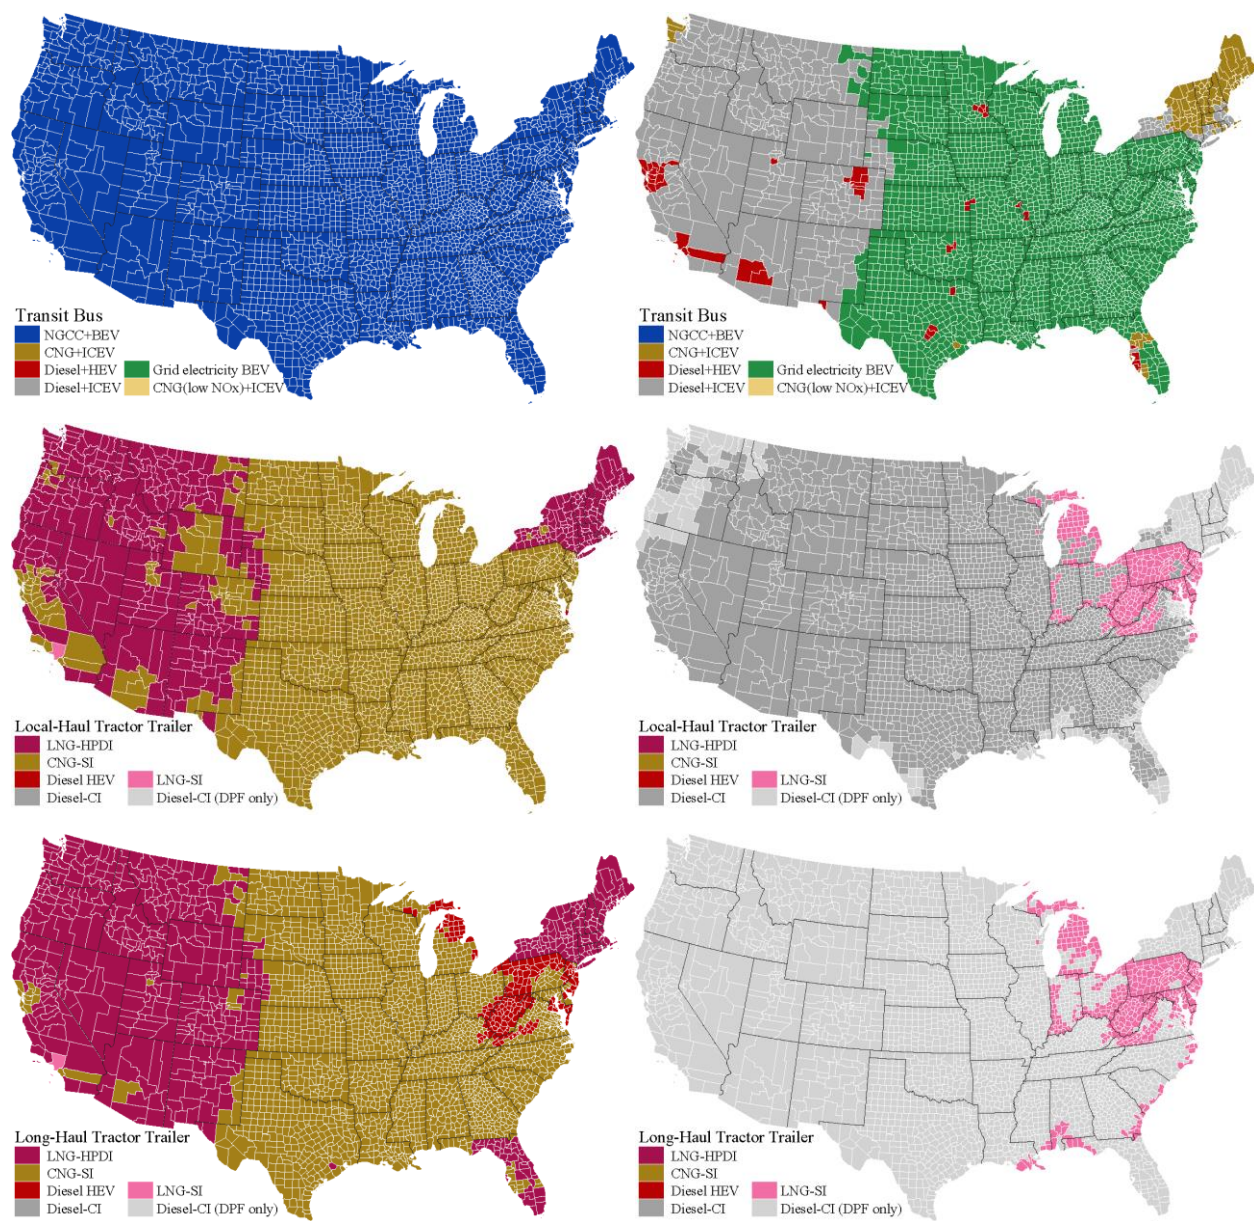 Transit Bus
NGCC+BEV
CNG+ICEV
Diesel+HEV Grid electricity BEV
Diesel+ICEV CNG(low NOx)+ICEV
Transit Bus
NGCC+BEV
CNG+ICEV
Diesel+HEV Grid electricity BEV
Diesel+ICEV CNG(low NOx)+ICEV
Local-Haul Tractor Trailer
LNG-HPDI
CNG-SI
Diesel HEV LNG-SI
Diesel-CI Diesel-CI (DPF only)
Local-Haul Tractor Trailer
LNG-HPDI
CNG-SI
Diesel HEV LNG-SI
Diesel-CI Diesel-CI (DPF only)
Long-Haul Tractor Trailer
LNG-HPDI
CNG-SI
Diesel HEV LNG-SI
Diesel-CI Diesel-CI (DPF only)
Long-Haul Tractor Trailer
LNG-HPDI
CNG-SI
Diesel HEV LNG-SI
Diesel-CI Diesel-CI (DPF only)